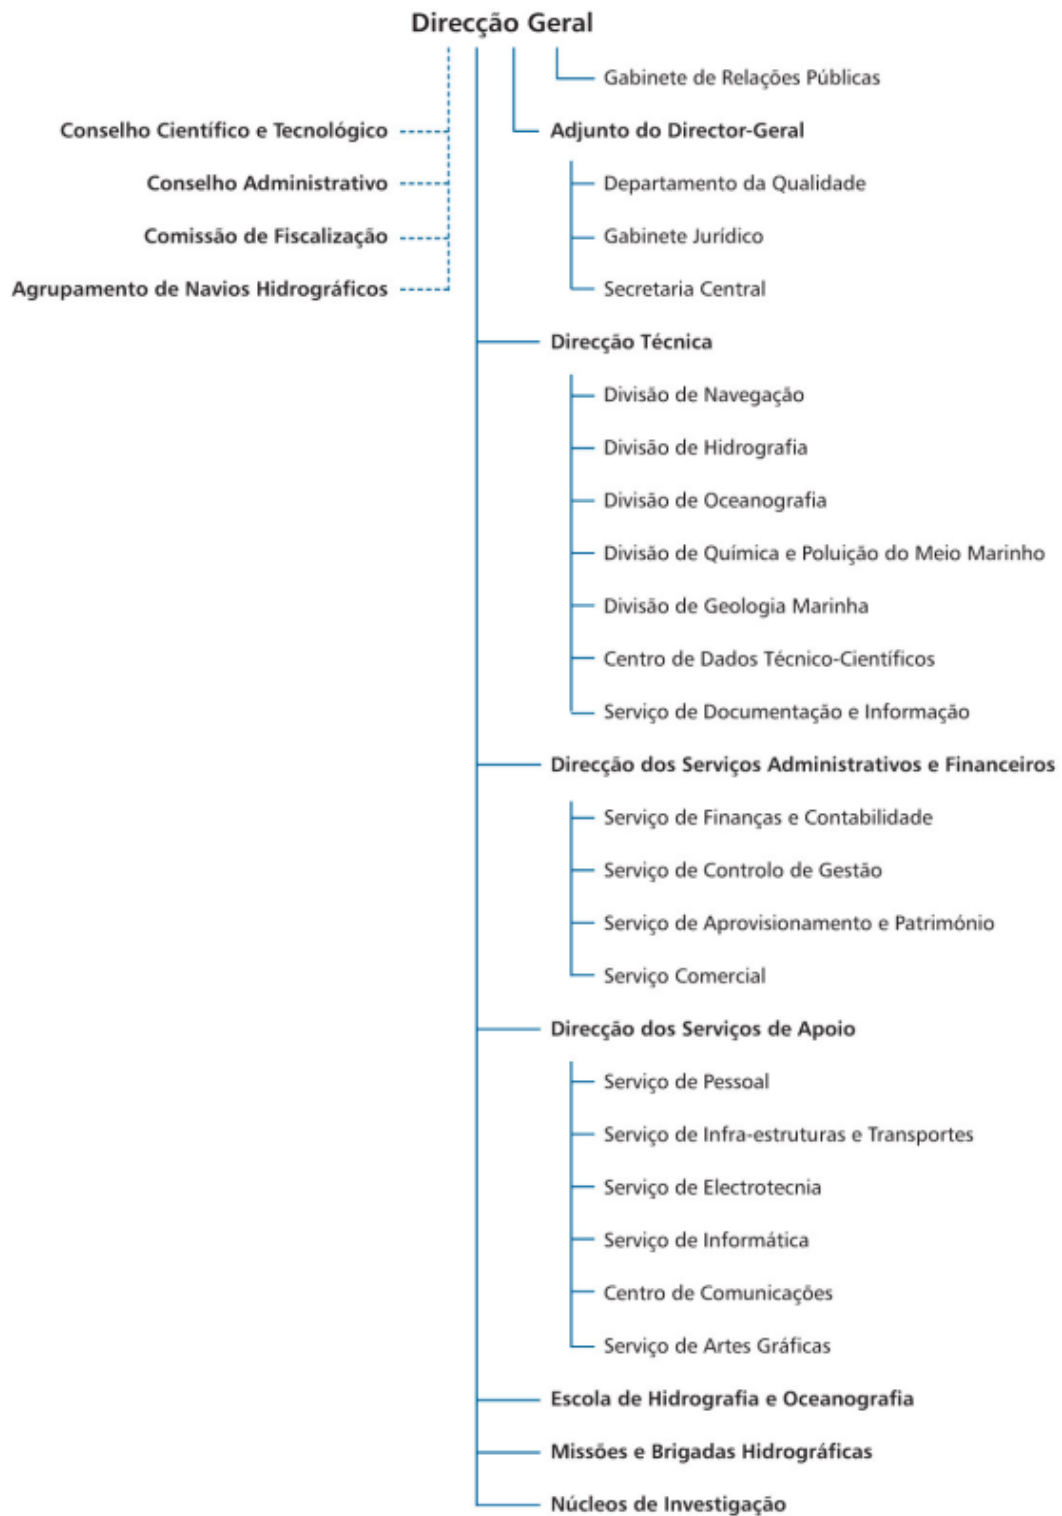 Direcção Geral
Gabinete de Relações Públicas
Conselho Científico e Tecnológico
Adjunto do Director-Geral
Conselho Administrativo
Departamento da Qualidade
Comissão de Fiscalização
Gabinete Jurídico
Agrupamento de Navios Hidrográficos
Secretaria Central
Direcção Técnica
Divisão de Navegação
Divisão de Hidrografia
Divisão de Oceanografia
Divisão de Química e Poluição do Meio Marinho
Divisão de Geologia Marinha
Centro de Dados Técnico-Científicos
Serviço de Documentação e Informação
Direcção dos Serviços Administrativos e Financeiros
Serviço de Finanças e Contabilidade
Serviço de Controlo de Gestão
Serviço de Aprovisionamento e Património
Serviço Comercial
Direcção dos Serviços de Apoio
Serviço de Pessoal
Serviço de Infra-estruturas e Transportes
Serviço de Electrotecnia
Serviço de Informática
Centro de Comunicações
Serviço de Artes Gráficas
Escola de Hidrografia e Oceanografia
Missões e Brigadas Hidrográficas
Núcleos de Investigação